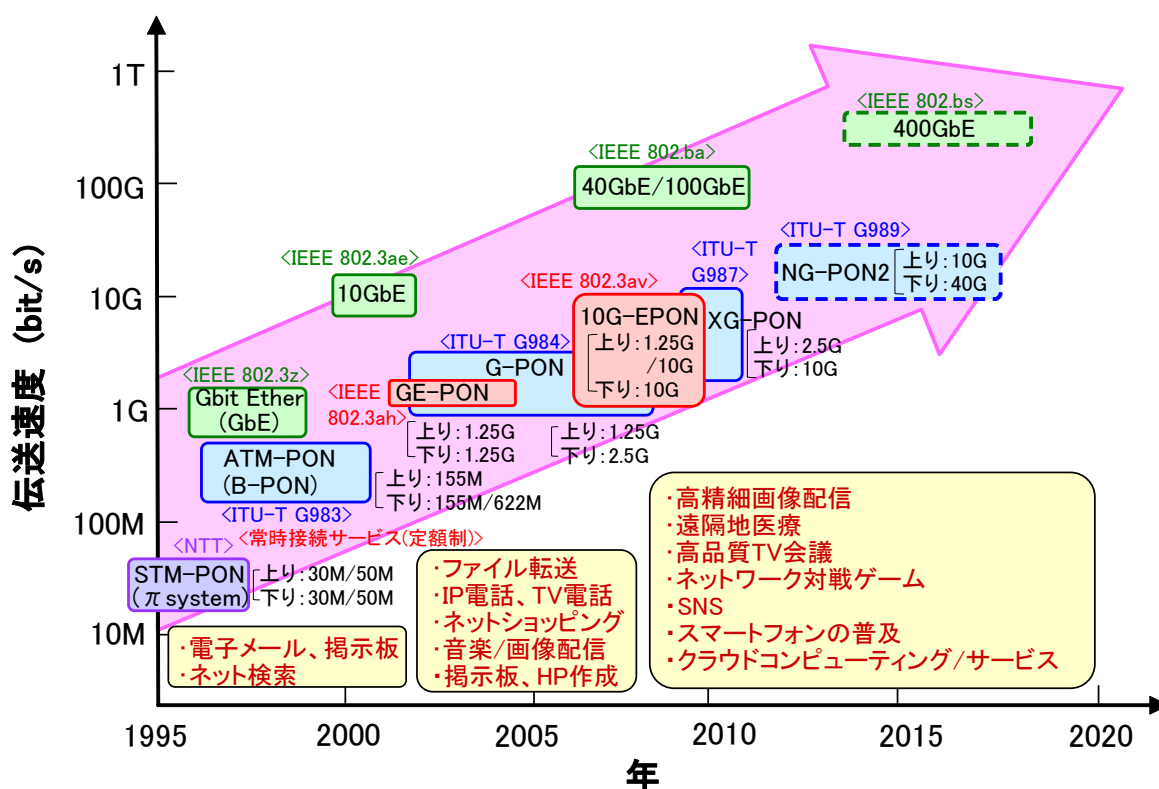 伝送速度 (bit/s)
1T
100G
10G
1G
100M
10M
<IEEE 802.bs>
400GbE
<IEEE 802.ba>
40GbE/100GbE
<ITU-T G989>
NG-PON2
上り:10G
下り:40G
<ITU-T
G987>
XG-PON
上り:2.5G
下り:10G
<IEEE 802.3ae>
10GbE
<IEEE 802.3av>
10G-EPON
上り:1.25G
/10G
下り:10G
<ITU-T G984>
G-PON
上り:1.25G
下り:2.5G
<IEEE
802.3ah>
GE-PON
上り:1.25G
下り:1.25G
<IEEE 802.3z>
Gbit Ether
(GbE)
ATM-PON
(B-PON)
上り:155M
下り:155M/622M
<ITU-T G983>
<NTT>
<常時接続サービス(定額制)>
STM-PON
(π system)
上り:30M/50M
下り:30M/50M
・電子メール、掲示板
・ネット検索
・ファイル転送
・IP電話、TV電話
・ネットショッピング
・音楽/画像配信
・掲示板、HP作成
・高精細画像配信
・遠隔地医療
・高品質TV会議
・ネットワーク対戦ゲーム
・SNS
・スマートフォンの普及
・クラウドコンピューティング/サービス
1995
2000
2005
2010
2015
2020
年